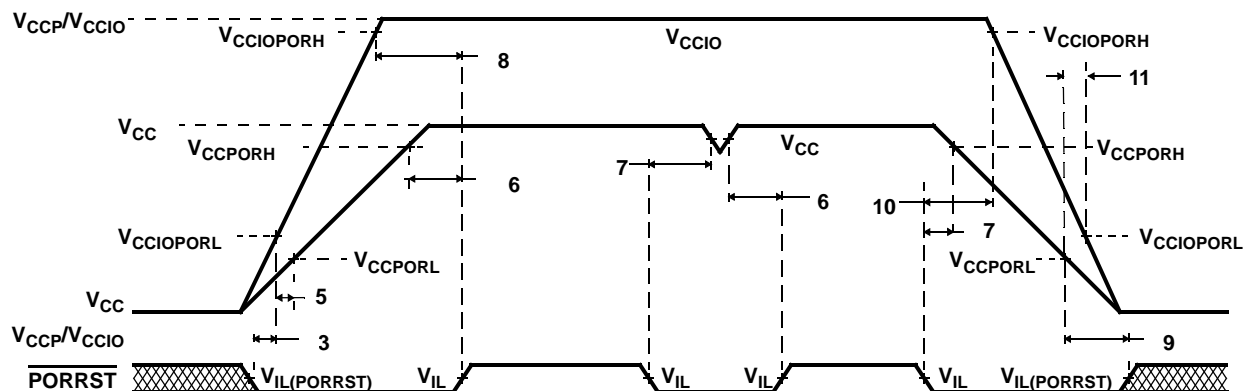 VCCP/VCCIO
VCCIOPORH
VCCIO
VCCIOPORH
8
11
VCC
VCCPORH
VCC
VCCPORH
7
6
6
10
7
VCCIOPORL
VCCPORL
VCCPORL
VCCIOPORL
VCC
5
VCCP/VCCIO
3
9
PORRST
VIL(PORRST)
VIL
VIL
VIL
VIL
VIL(PORRST)